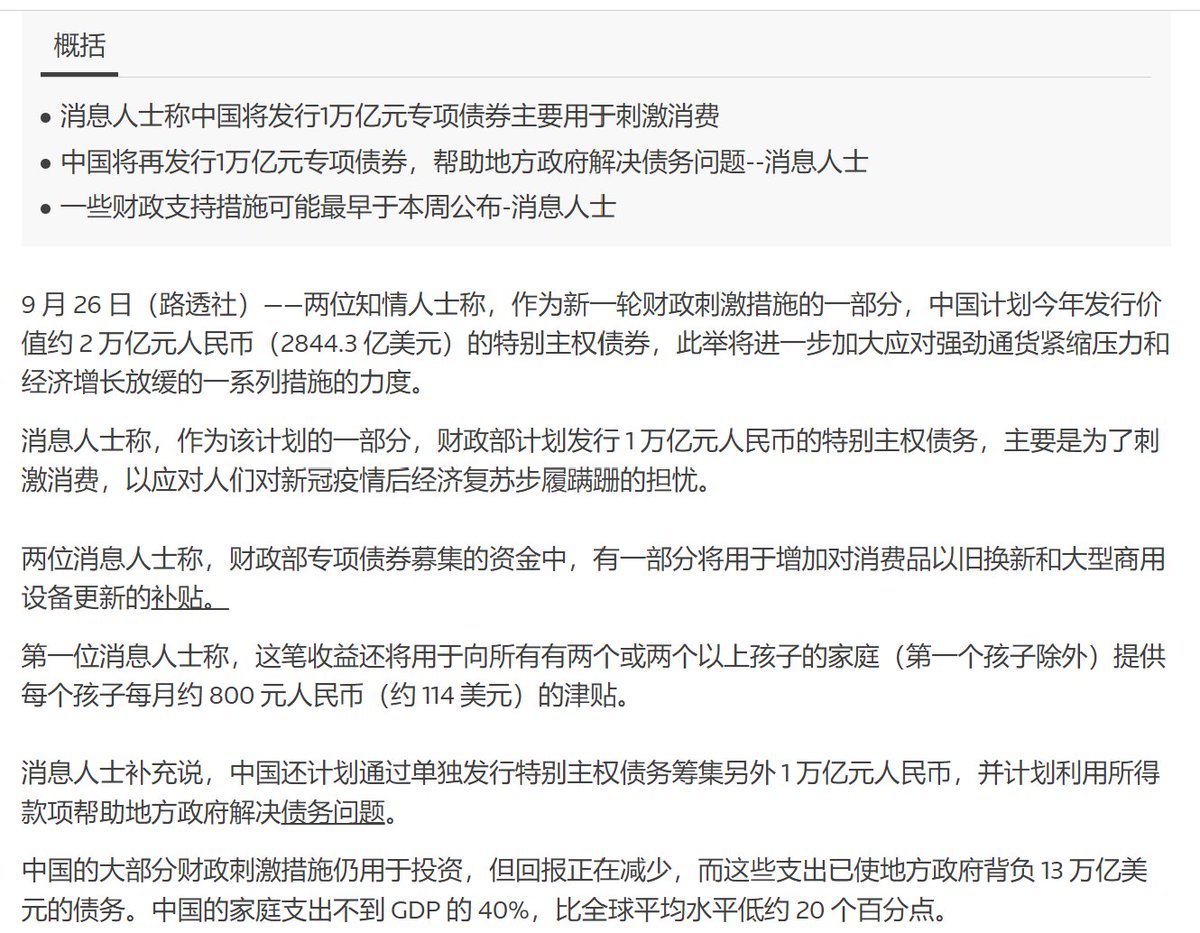 概括
● 消息人士称中国将发行1万亿元专项债券主要用于刺激消费
● 中国将再发行1万亿元专项债券，帮助地方政府解决债务问题--消息人士
● 一些财政支持措施可能最早于本周公布-消息人士
9 月 26 日（路透社）——两位知情人士称，作为新一轮财政刺激措施的一部分，中国计划今年发行价
值约 2 万亿元人民币（2844.3 亿美元）的特别主权债券，此举将进一步加大应对强劲通货紧缩压力和
经济增长放缓的一系列措施的力度。
消息人士称，作为该计划的一部分，财政部计划发行 1 万亿元人民币的特别主权债务，主要是为了刺
激消费，以应对人们对新冠疫情后经济复苏步履蹒跚的担忧。
两位消息人士称，财政部专项债券募集的资金中，有一部分将用于增加对消费品以旧换新和大型商用
设备更新的补贴。
第一位消息人士称，这笔收益还将用于向所有有两个或两个以上孩子的家庭（第一个孩子除外）提供
每个孩子每月约 800 元人民币（约 114 美元）的津贴。
消息人士补充说，中国还计划通过单独发行特别主权债务筹集另外 1 万亿元人民币，并计划利用所得
款项帮助地方政府解决债务问题。
中国的大部分财政刺激措施仍用于投资，但回报正在减少，而这些支出已使地方政府背负 13 万亿美
元的债务。中国的家庭支出不到 GDP 的 40%，比全球平均水平低约 20 个百分点。